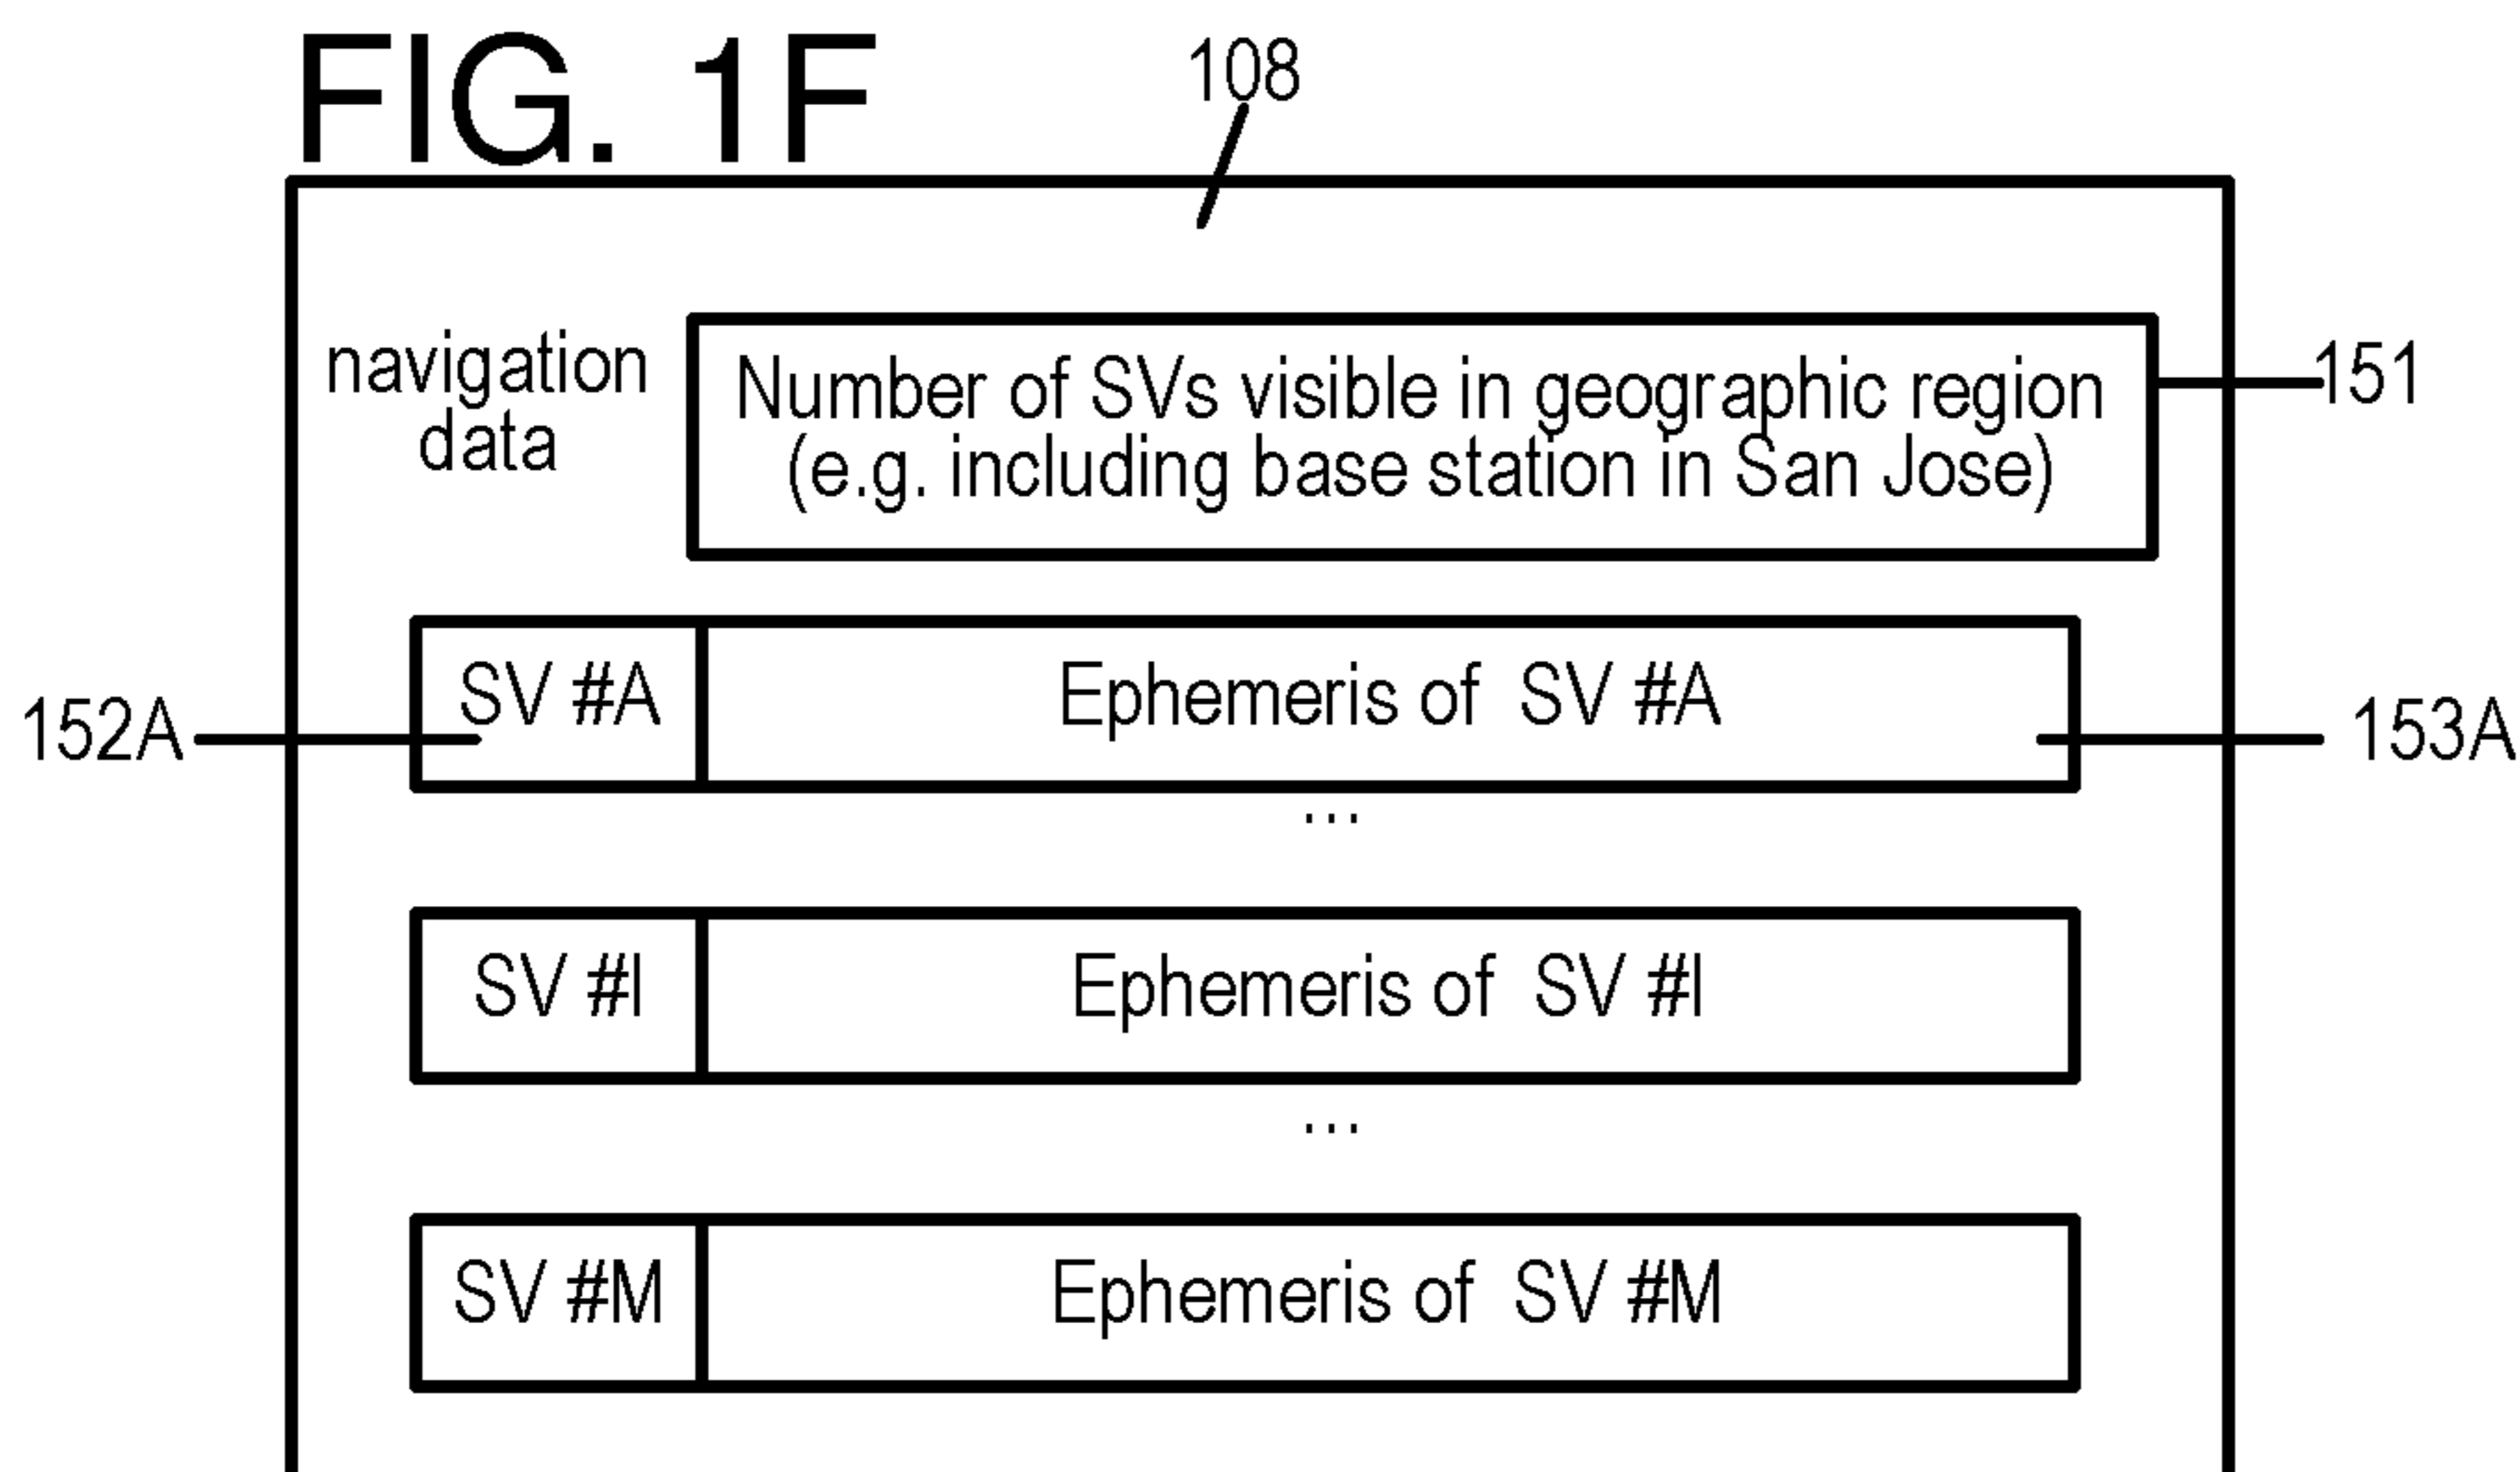 FIG. 1F
108
navigation
data
Number of SVs visible in geographic region
(e.g. including base station in San Jose)
151
SV #A
Ephemeris of SV #A
152A
153A
...
SV #I
Ephemeris of SV #I
...
SV #M
Ephemeris of SV #M